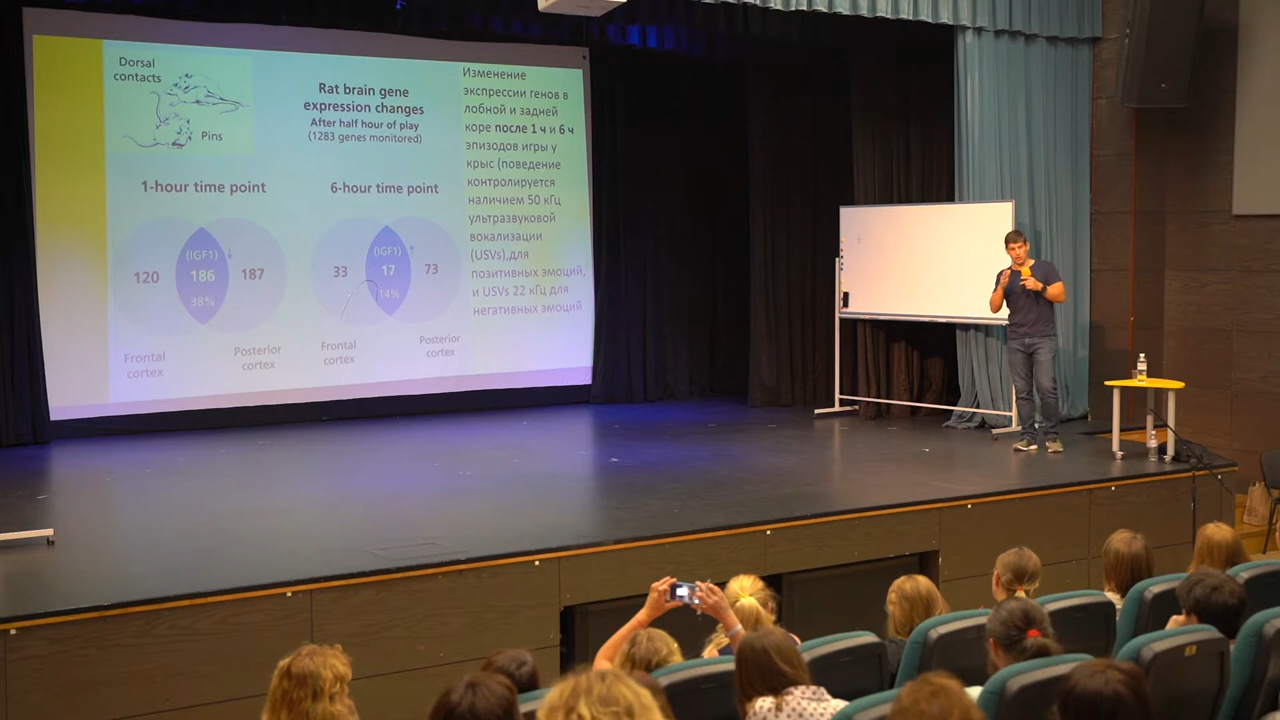 Dorsal
contacts
Pins
Rat brain gene
expression changes
After half hour of play
(1283 genes monitored)
1-hour time point
(IGF1) ↓
120
186
187
38%
Frontal
cortex
Posterior
cortex
6-hour time point
(IGF1) ↑
33
17
73
14%
Frontal
cortex
Posterior
cortex
Изменение
экспрессии генов в
лобной и задней
коре после 1 ч и 6 ч
эпизодов игры у
крыс (поведение
контролируется
наличием 50 кГц
ультразвуковой
вокализации
(USVs),для
позитивных эмоций,
и USVs 22 кГц для
негативных эмоций